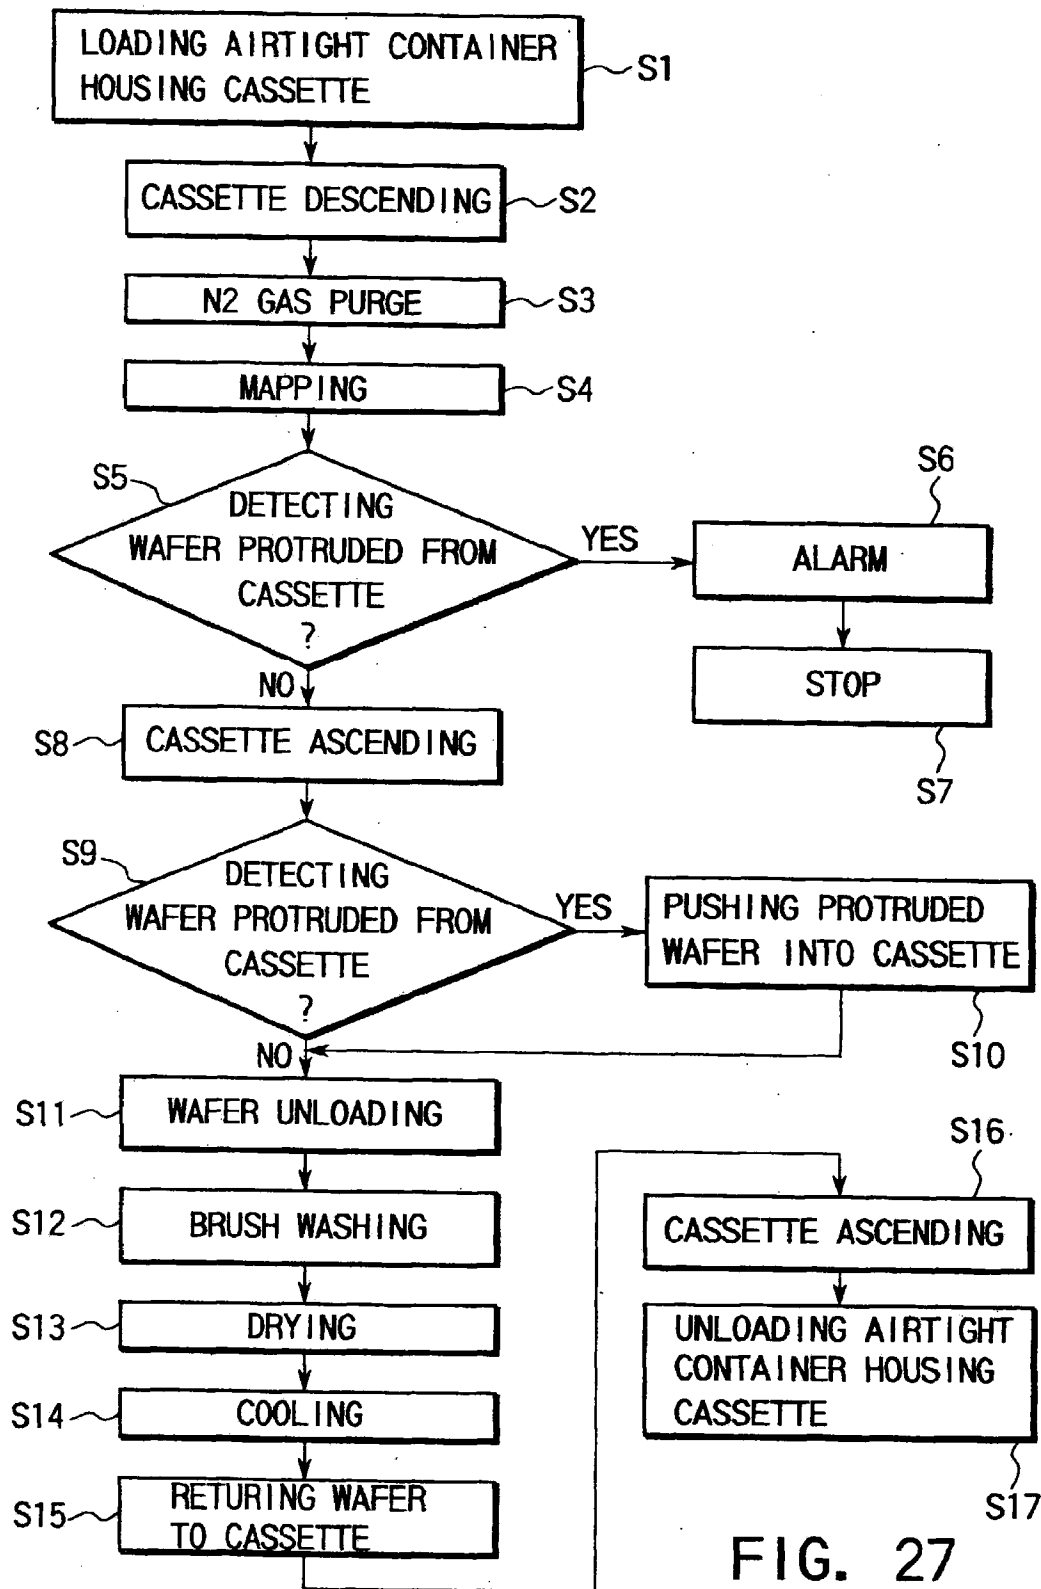 LOADING AIRTIGHT CONTAINER
HOUSING CASSETTE
S1
CASSETTE DESCENDING
S2
N2 GAS PURGE
S3
MAPPING
S4
S5
DETECTING
WAFER PROTRUDED FROM
CASSETTE
?
YES
NO
S6
ALARM
STOP
S7
S8
CASSETTE ASCENDING
S9
DETECTING
WAFER PROTRUDED FROM
CASSETTE
?
YES
NO
PUSHING PROTRUDED
WAFER INTO CASSETTE
S10
S11
WAFER UNLOADING
S12
BRUSH WASHING
S13
DRYING
S14
COOLING
S15
RETURING WAFER
TO CASSETTE
S16
CASSETTE ASCENDING
UNLOADING AIRTIGHT
CONTAINER HOUSING
CASSETTE
S17
FIG. 27